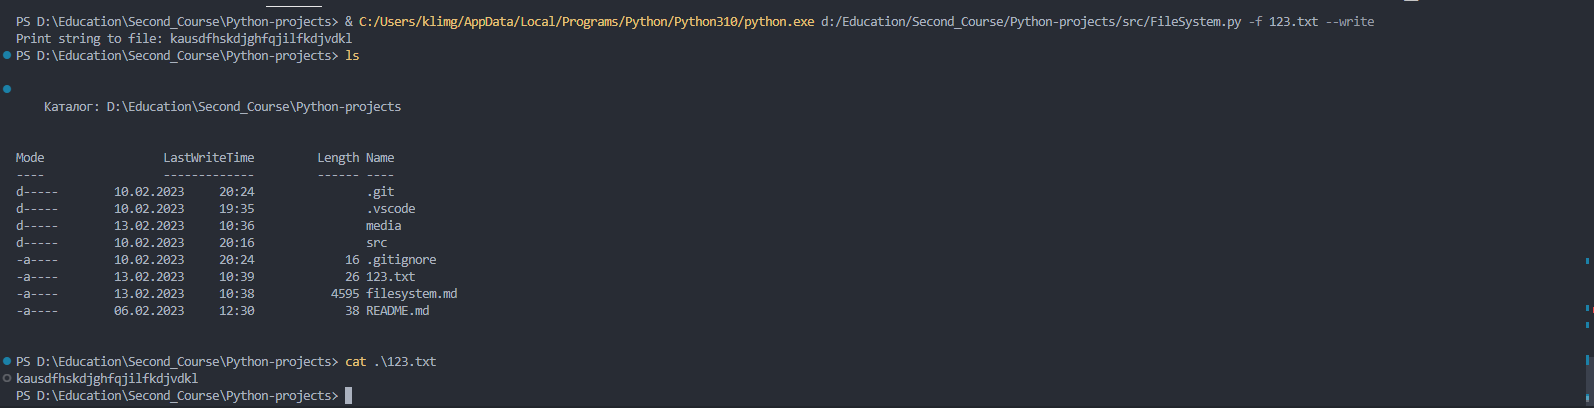 PS D:\Education\Second_Course\Python-projects> & C:/Users/klimg/AppData/Local/Programs/Python/Python310/python.exe d:/Education/Second_Course/Python-projects/src/FileSystem.py -f 123.txt --write
Print string to file: kausdfhskdjghfqjilfkdjvdkl
PS D:\Education\Second_Course\Python-projects> ls
Каталог: D:\Education\Second_Course\Python-projects
Mode LastWriteTime Length Name
---- ------------- ------ ----
d----- 10.02.2023 20:24 .git
d----- 10.02.2023 19:35 .vscode
d----- 13.02.2023 10:36 media
d----- 10.02.2023 20:16 src
-a---- 10.02.2023 20:24 16 .gitignore
-a---- 13.02.2023 10:39 26 123.txt
-a---- 13.02.2023 10:38 4595 filesystem.md
-a---- 06.02.2023 12:30 38 README.md
PS D:\Education\Second_Course\Python-projects> cat .\123.txt
kausdfhskdjghfqjilfkdjvdkl
PS D:\Education\Second_Course\Python-projects>